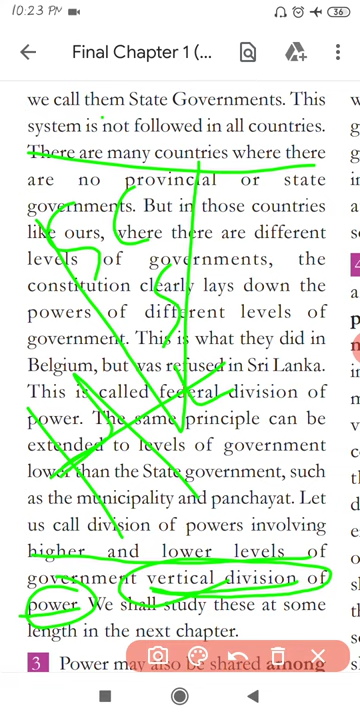 10:23 PM
36
Final Chapter 1 (...
we call them State Governments. This
system is not followed in all countries.
There are many countries where there
are no provincial or state
governments. But in those countries
like ours, where there are different
levels of governments, the
constitution clearly lays down the
powers of different levels of
government. This is what they did in
Belgium, but was refused in Sri Lanka.
This is called federal division of
power. The same principle can be
extended to levels of government
lower than the State government, such
as the municipality and panchayat. Let
us call division of powers involving
higher and lower levels of
government vertical division of
power. We shall study these at some
length in the next chapter.
3 Power may also be shared among